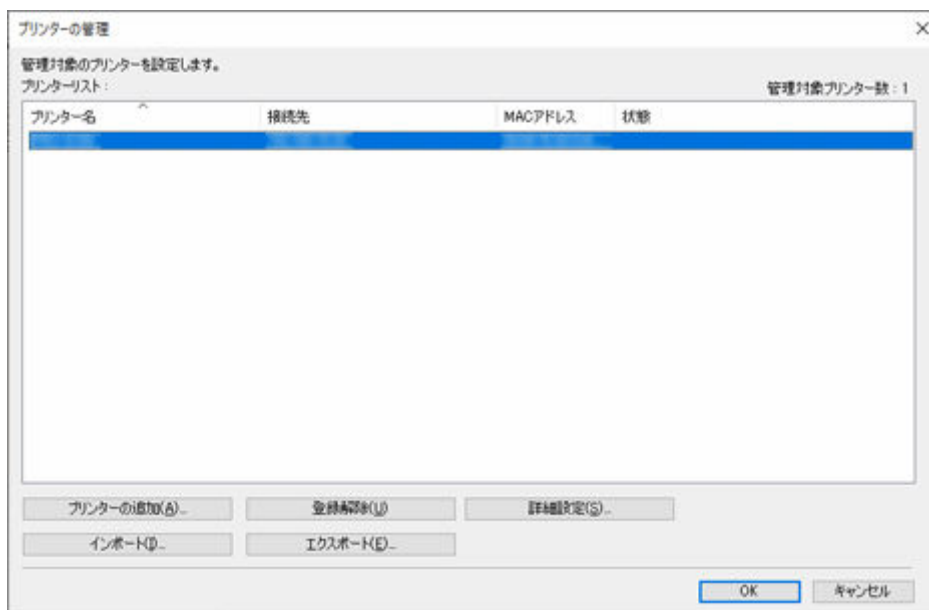 プリンターの管理
管理対象のプリンターを設定します。
プリンターリスト：
管理対象プリンター数：1
プリンター名 接続先 MACアドレス 状態
プリンターの追加(A)... 登録解除(U) 詳細設定(S)...
インポート(I)... エクスポート(E)...
OK キャンセル